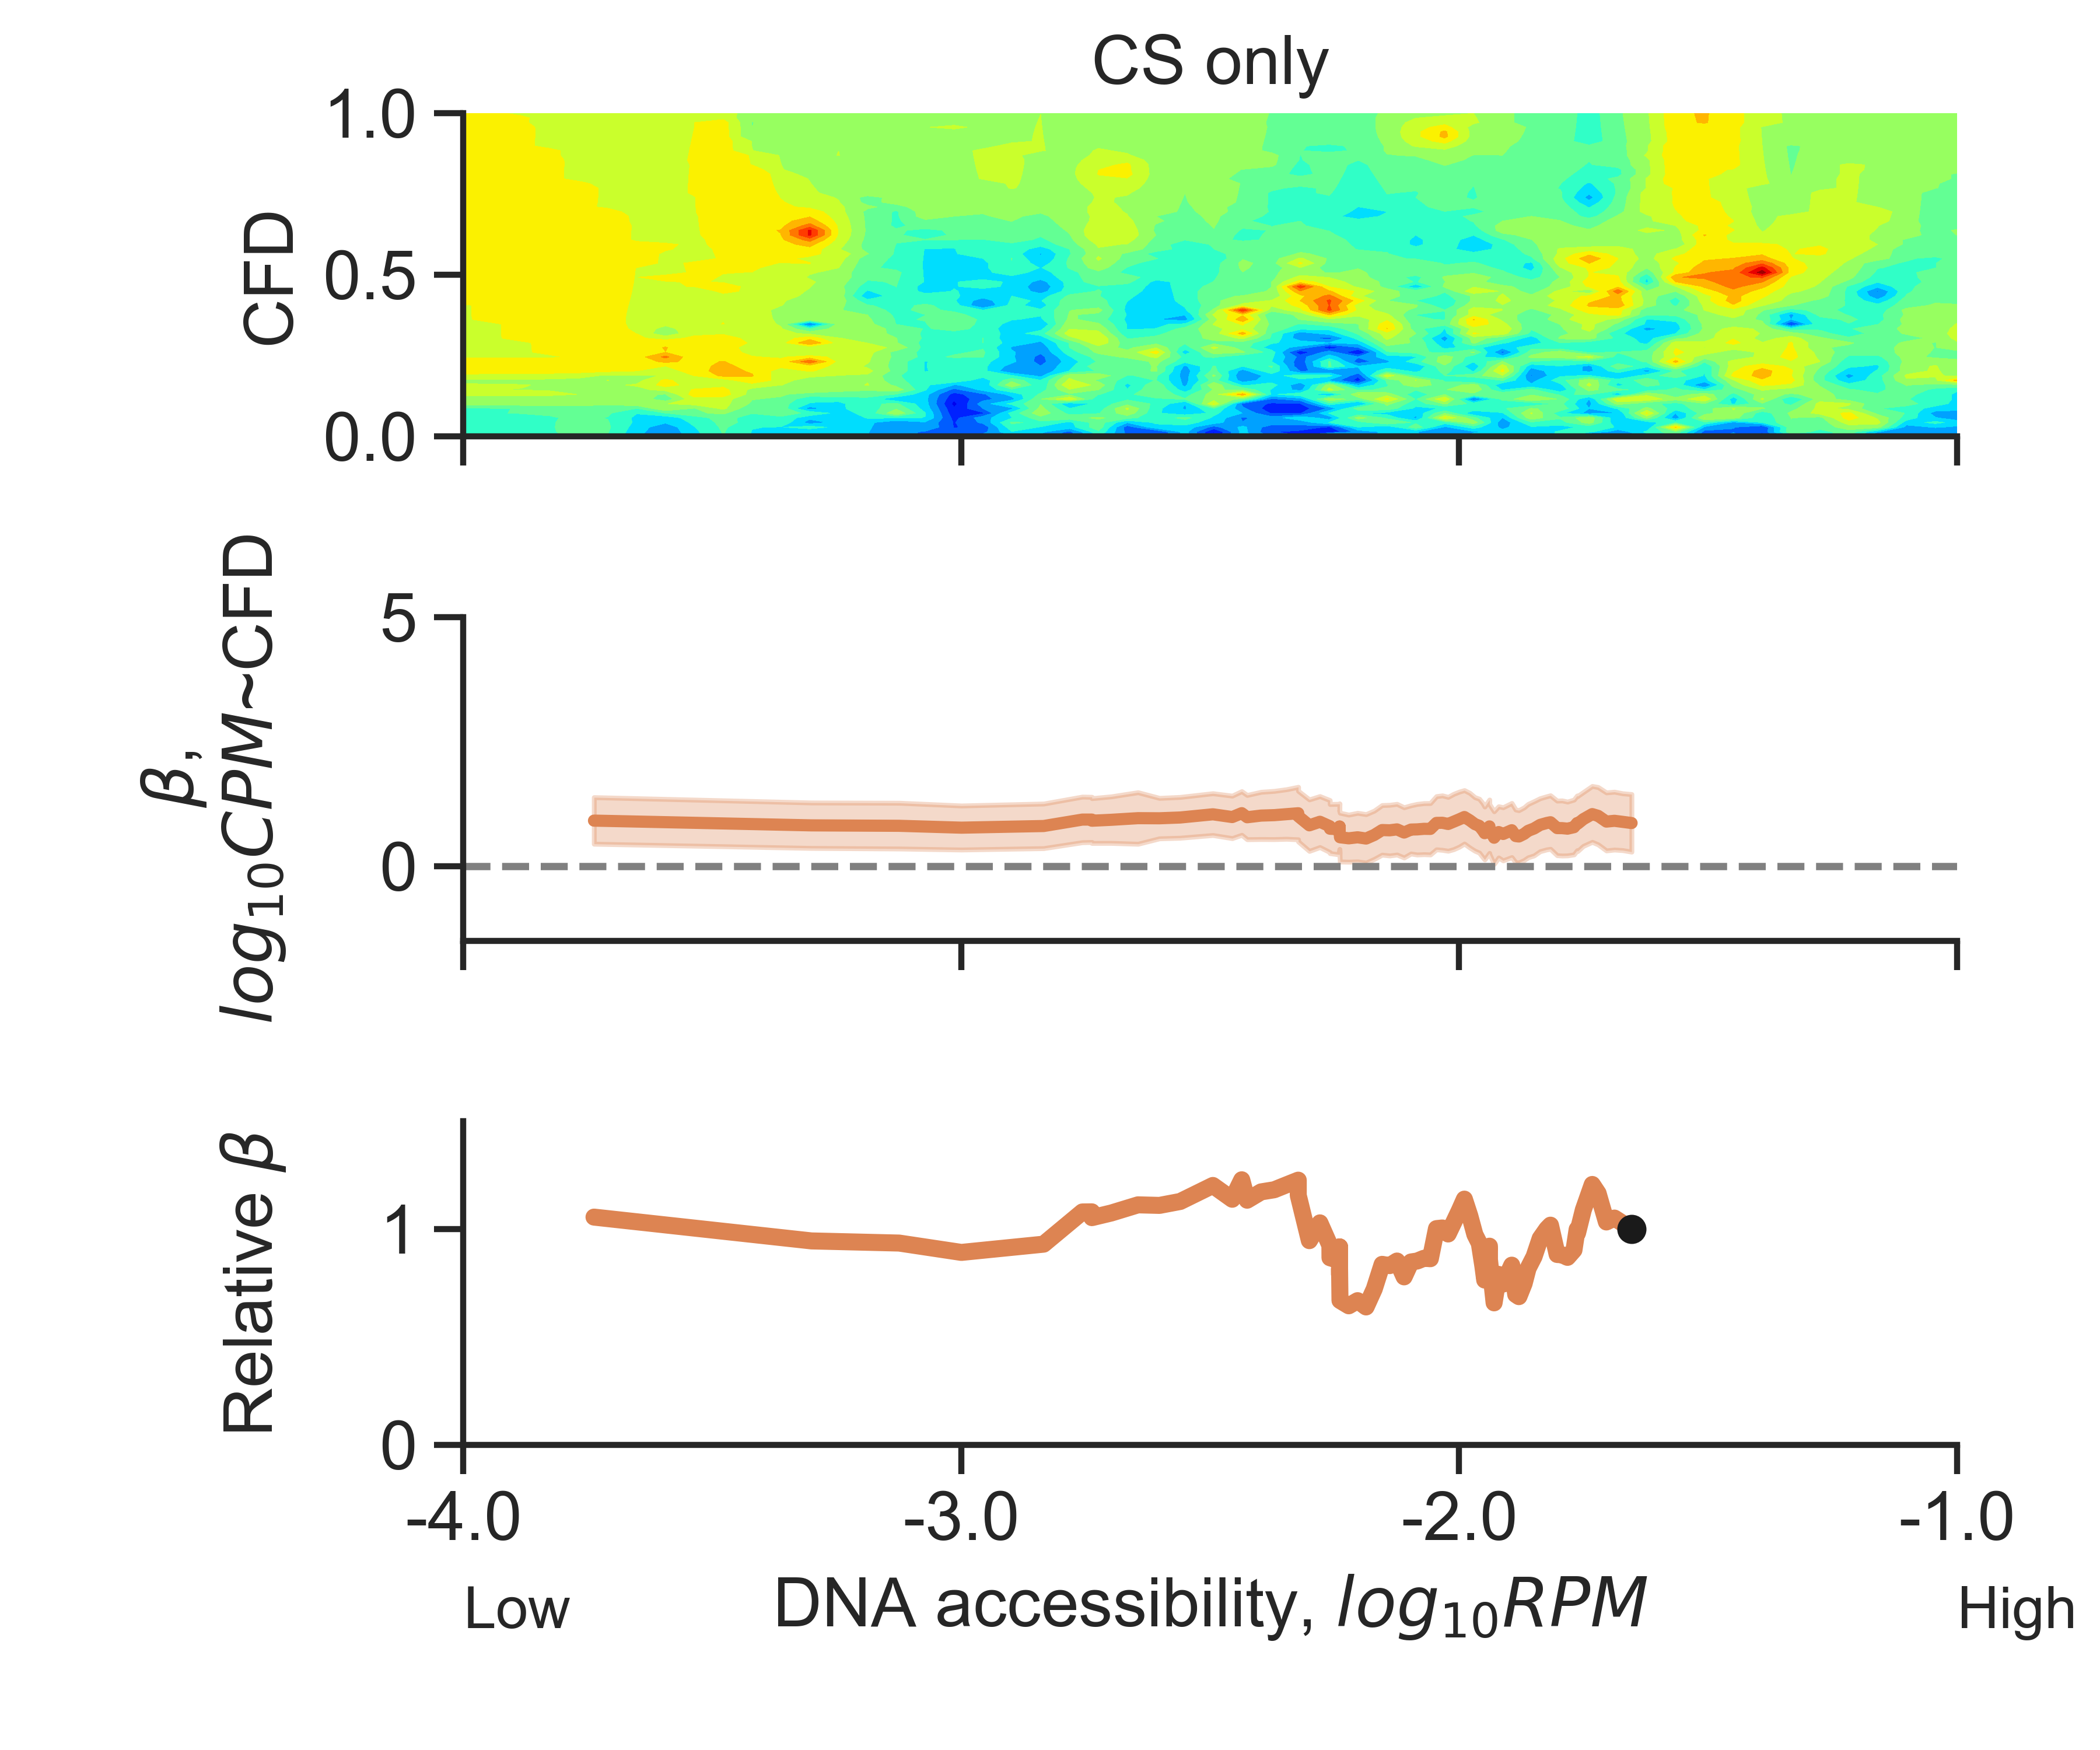 CS only
1.0
0.5
0.0
CFD
5
0
β,
log₁₀CPM~CFD
1
0
Relative β
-4.0 -3.0 -2.0 -1.0
Low DNA accessibility, log₁₀RPM High